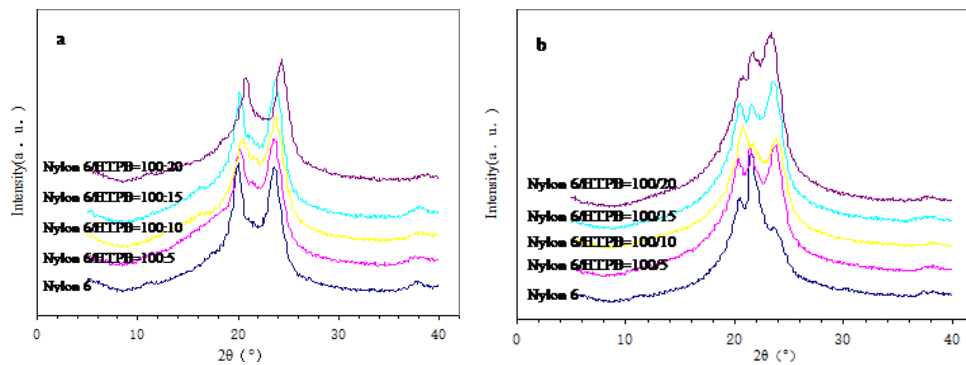 a
Intensity(a. u. )
Nylon 6/HTPB=100:20
Nylon 6/HTPB=100:15
Nylon 6/HTPB=100:10
Nylon 6/HTPB=100:5
Nylon 6
0 10 20 30 40
2θ (°)
b
Intensity(a. u. )
Nylon 6/HTPB=100/20
Nylon 6/HTPB=100/15
Nylon 6/HTPB=100/10
Nylon 6/HTPB=100/5
Nylon 6
0 10 20 30 40
2θ (°)